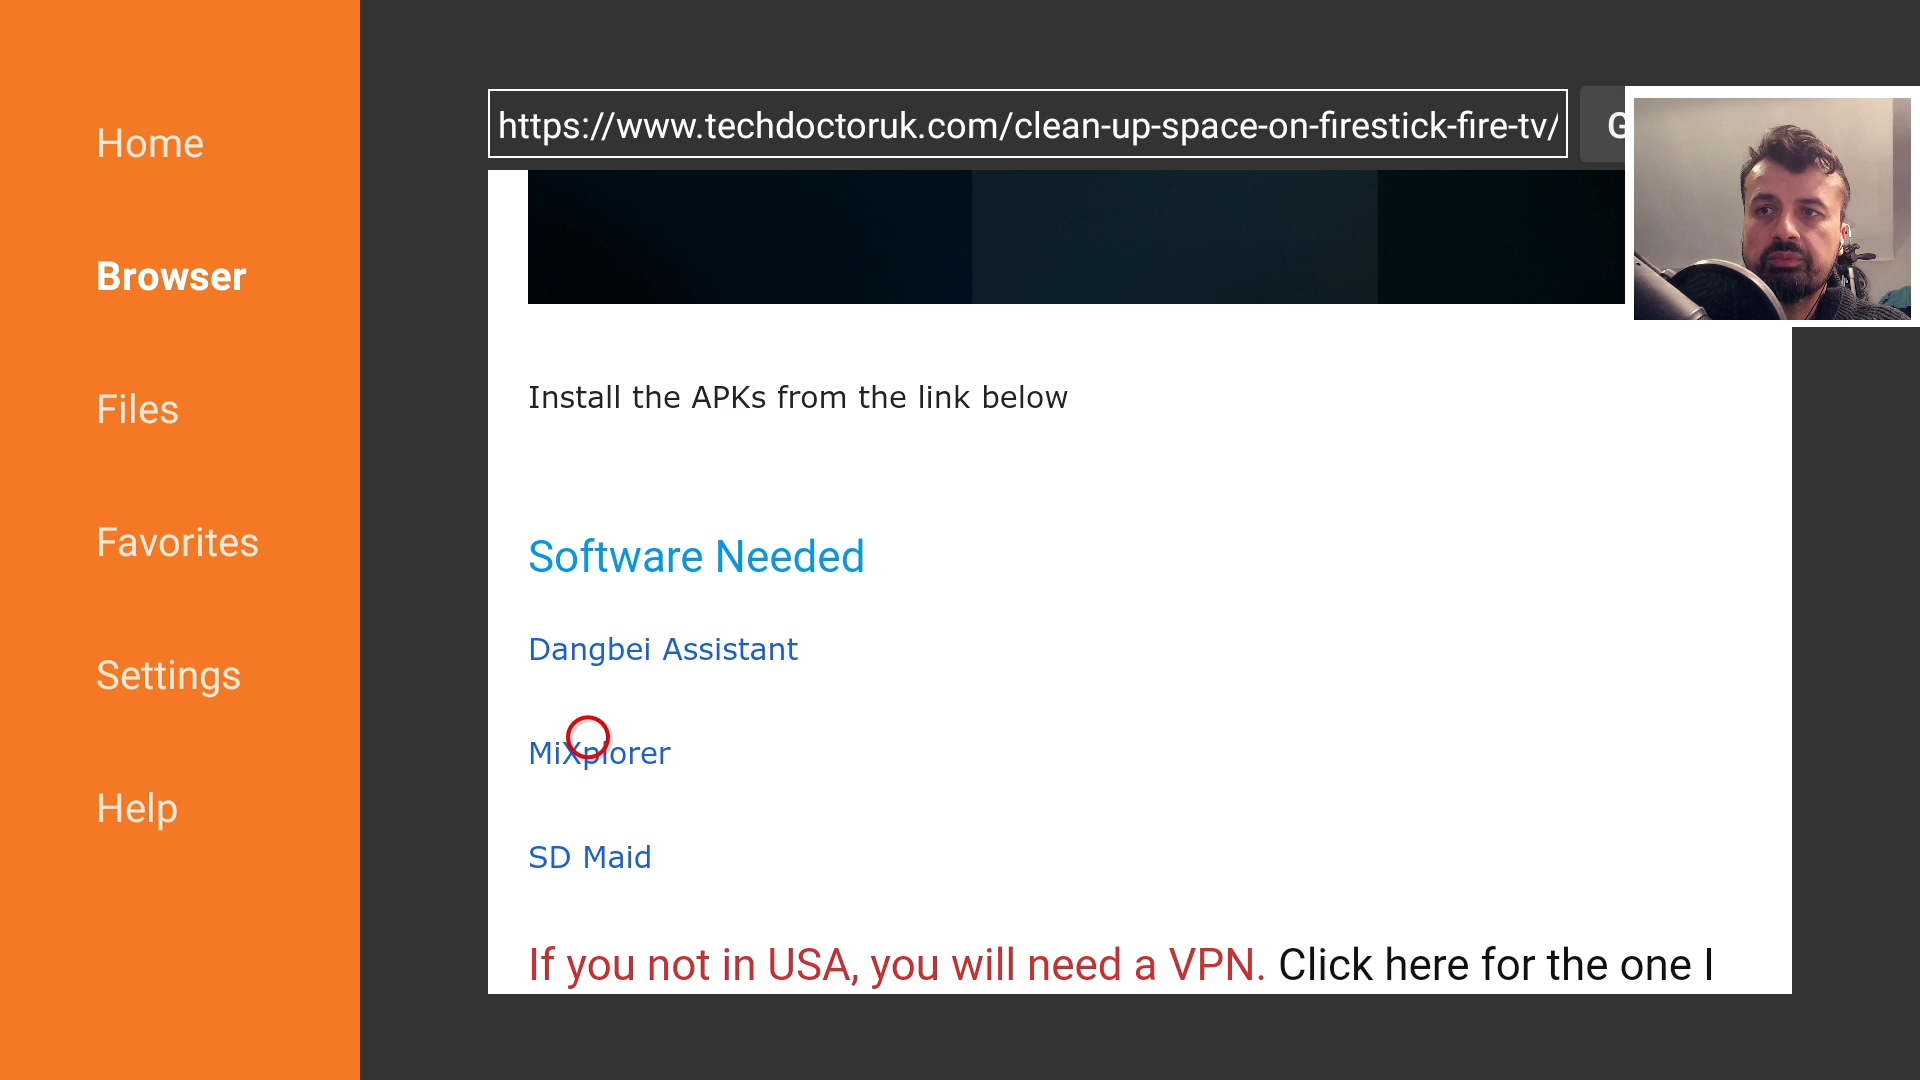 Home
Browser
Files
Favorites
Settings
Help
https://www.techdoctoruk.com/clean-up-space-on-firestick-fire-tv/
G
Install the APKs from the link below
Software Needed
Dangbei Assistant
MiXplorer
SD Maid
If you not in USA, you will need a VPN. Click here for the one I